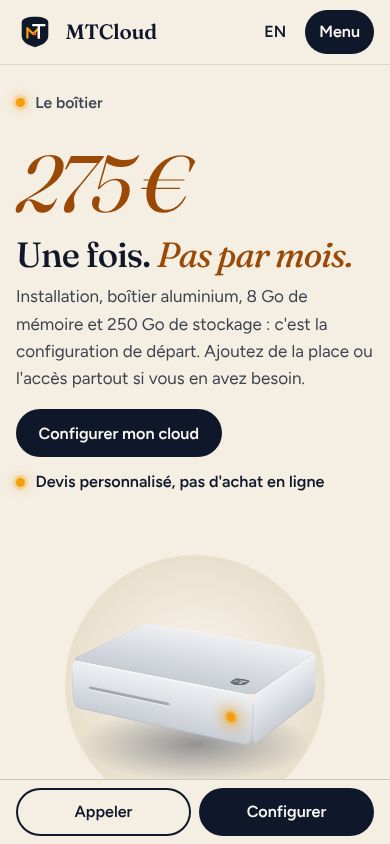 MTCloud
EN
Menu
Le boîtier
275 €
Une fois. Pas par mois.
Installation, boîtier aluminium, 8 Go de
mémoire et 250 Go de stockage : c'est la
configuration de départ. Ajoutez de la place ou
l'accès partout si vous en avez besoin.
Configurer mon cloud
Devis personnalisé, pas d'achat en ligne
Appeler
Configurer